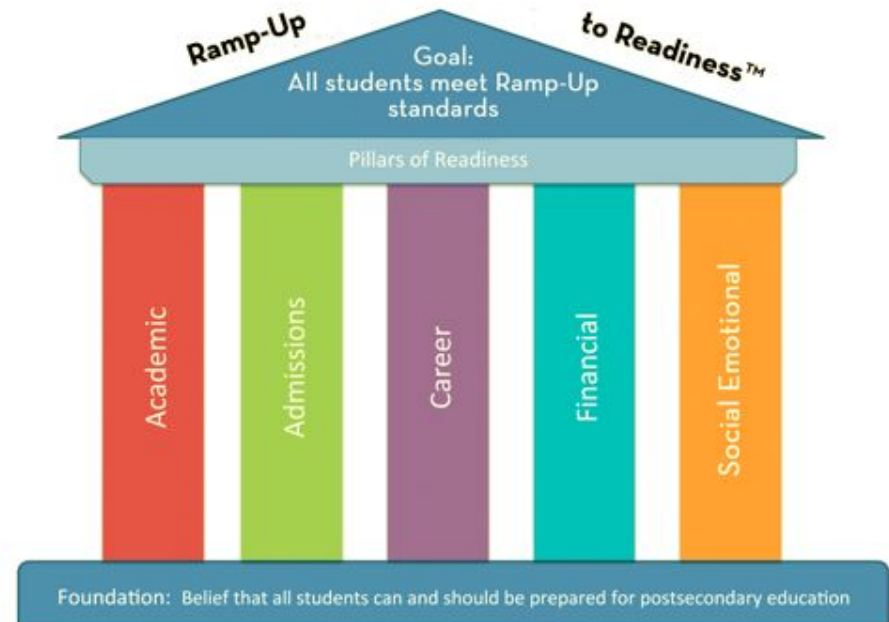 Ramp-Up to Readiness™
Goal:
All students meet Ramp-Up
standards
Pillars of Readiness
Academic
Admissions
Career
Financial
Social Emotional
Foundation: Belief that all students can and should be prepared for postsecondary education